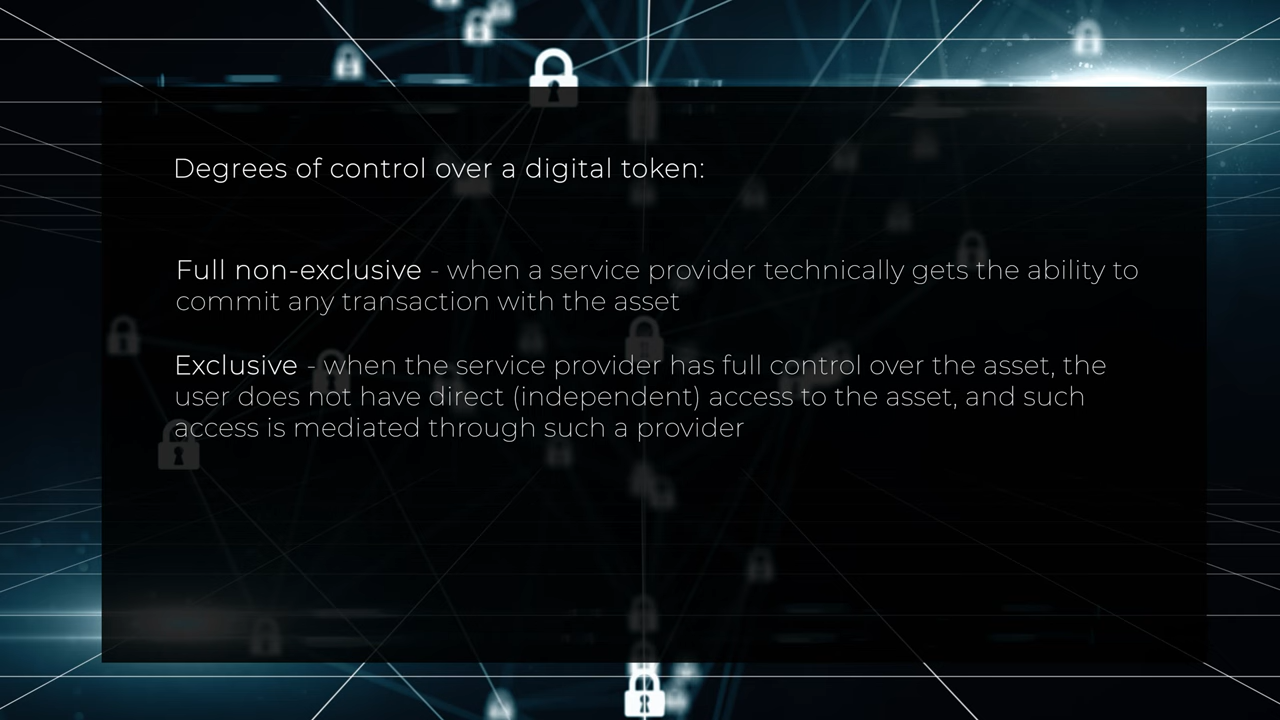 Degrees of control over a digital token:
Full non-exclusive - when a service provider technically gets the ability to
commit any transaction with the asset
Exclusive - when the service provider has full control over the asset, the
user does not have direct (independent) access to the asset, and such
access is mediated through such a provider